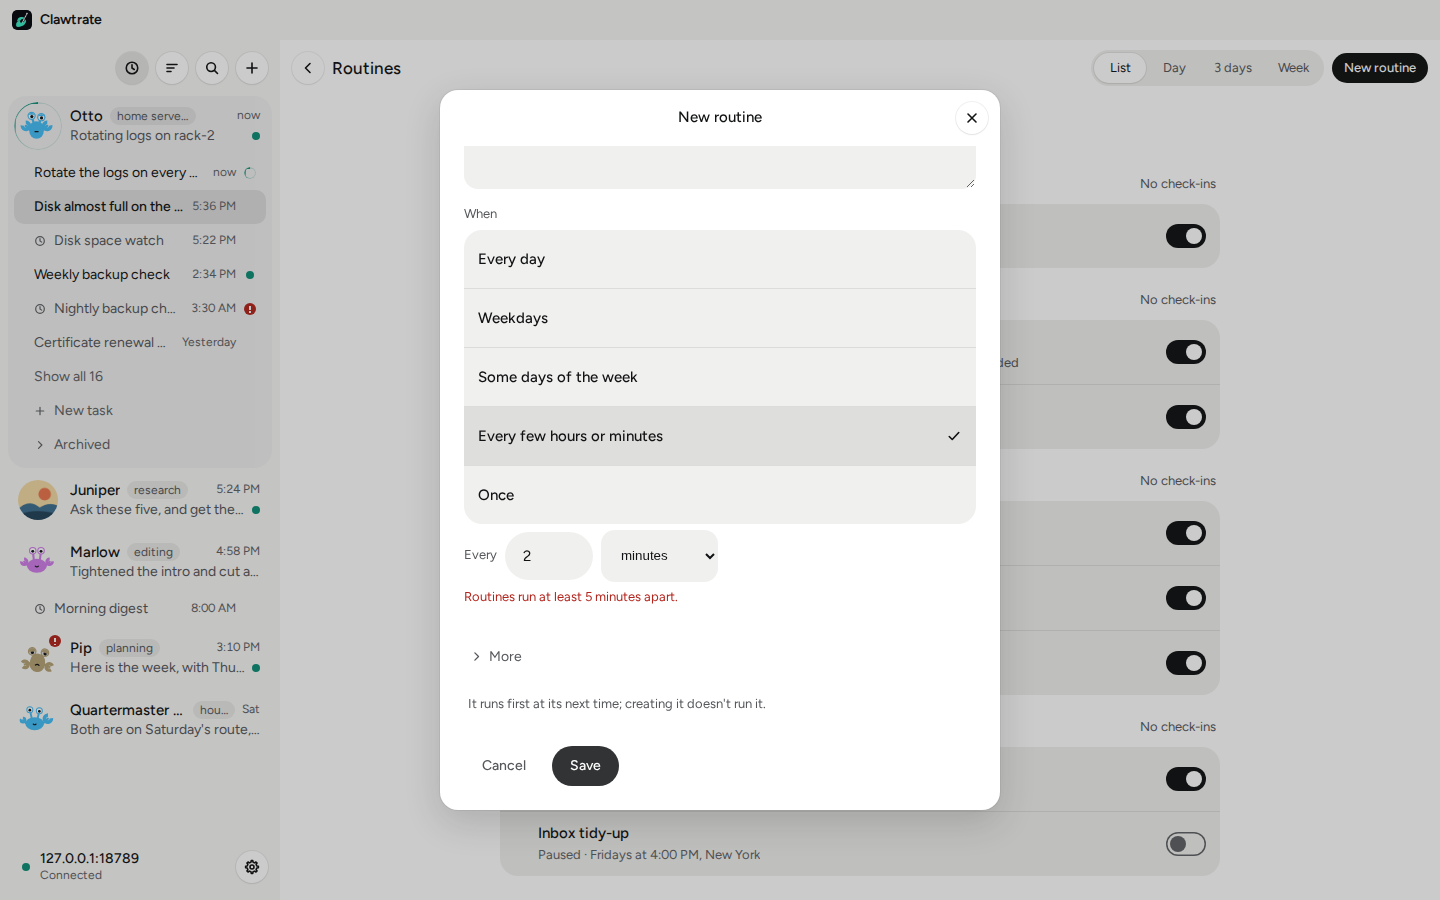 Clawtrate
Routines
List
Day
3 days
Week
New routine
Otto
home serve...
now
Rotating logs on rack-2
Rotate the logs on every ...
now
Disk almost full on the ...
5:36 PM
Disk space watch
5:22 PM
Weekly backup check
2:34 PM
Nightly backup ch...
3:30 AM
Certificate renewal ...
Yesterday
Show all 16
New task
Archived
Juniper
research
5:24 PM
Ask these five, and get the...
Marlow
editing
4:58 PM
Tightened the intro and cut a...
Morning digest
8:00 AM
Pip
planning
3:10 PM
Here is the week, with Thu...
Quartermaster ...
hou...
Sat
Both are on Saturday's route,...
127.0.0.1:18789
Connected
New routine
When
Every day
Weekdays
Some days of the week
Every few hours or minutes
Once
Every
2
minutes
Routines run at least 5 minutes apart.
More
It runs first at its next time; creating it doesn't run it.
Cancel
Save
No check-ins
No check-ins
No check-ins
No check-ins
Inbox tidy-up
Paused · Fridays at 4:00 PM, New York